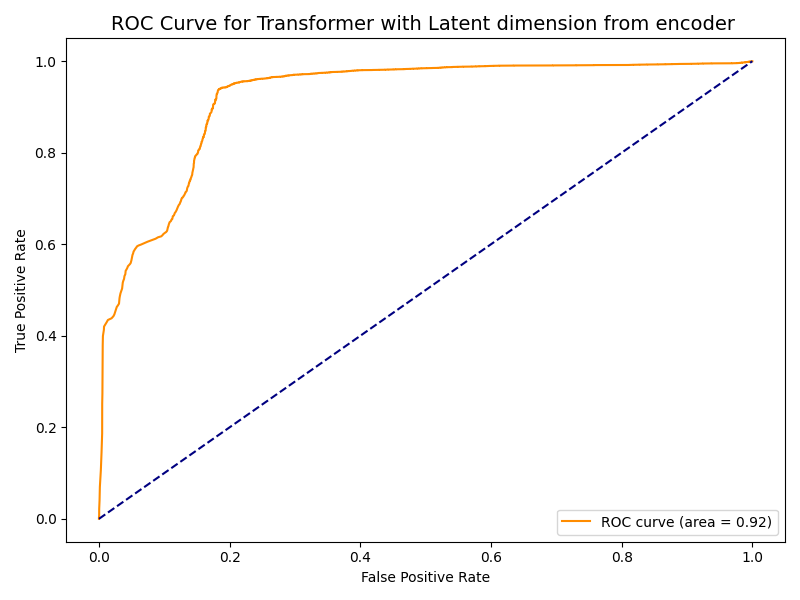 ROC Curve for Transformer with Latent dimension from encoder
True Positive Rate
1.0
0.8
0.6
0.4
0.2
0.0
ROC curve (area = 0.92)
0.0 0.2 0.4 0.6 0.8 1.0
False Positive Rate